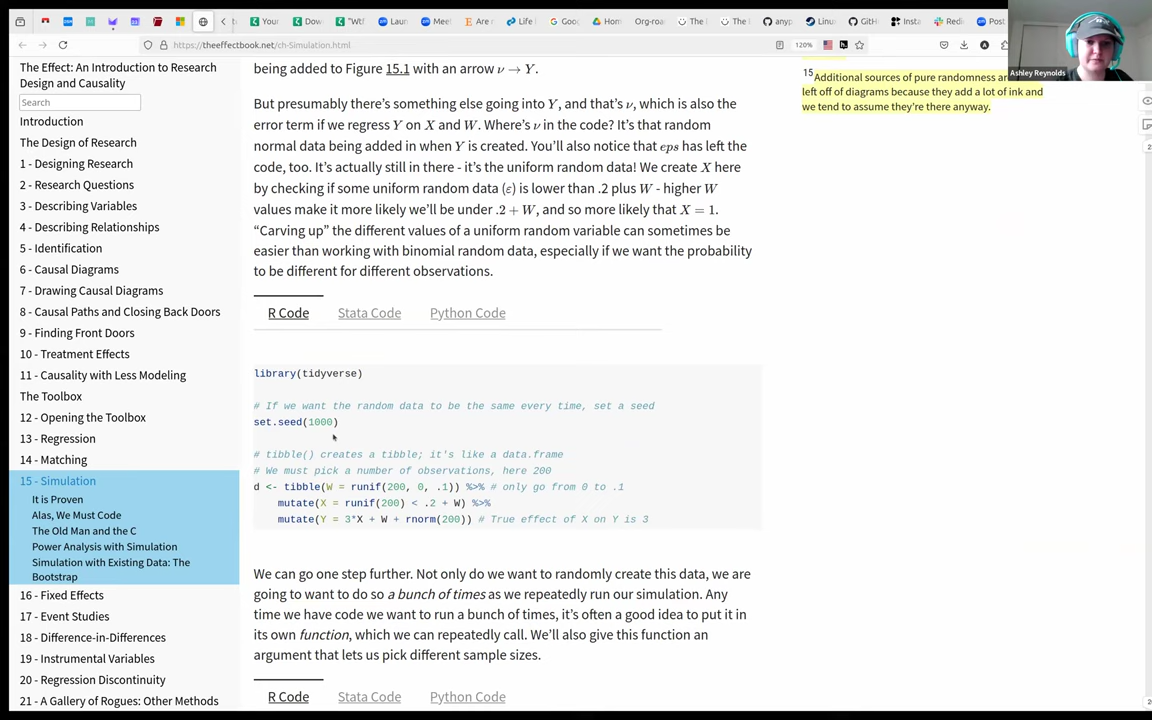 Your
Dow
"Wtf
Laun
Meet
Are r
Life i
Goog
Hom
Org-roa
The l
The l
anyp
Linux
GitH
Insta
Redi
Post
https://theeffectbook.net/ch-Simulation.html
120%
Ashley Reynolds
The Effect: An Introduction to Research
Design and Causality
Search
Introduction
The Design of Research
1 - Designing Research
2 - Research Questions
3 - Describing Variables
4 - Describing Relationships
5 - Identification
6 - Causal Diagrams
7 - Drawing Causal Diagrams
8 - Causal Paths and Closing Back Doors
9 - Finding Front Doors
10 - Treatment Effects
11 - Causality with Less Modeling
The Toolbox
12 - Opening the Toolbox
13 - Regression
14 - Matching
15 - Simulation
It is Proven
Alas, We Must Code
The Old Man and the C
Power Analysis with Simulation
Simulation with Existing Data: The
Bootstrap
16 - Fixed Effects
17 - Event Studies
18 - Difference-in-Differences
19 - Instrumental Variables
20 - Regression Discontinuity
21 - A Gallery of Rogues: Other Methods
being added to Figure 15.1 with an arrow ν → Y.
But presumably there's something else going into Y, and that's ν, which is also the
error term if we regress Y on X and W. Where's ν in the code? It's that random
normal data being added in when Y is created. You'll also notice that eps has left the
code, too. It's actually still in there - it's the uniform random data! We create X here
by checking if some uniform random data (ε) is lower than .2 plus W - higher W
values make it more likely we'll be under .2 + W, and so more likely that X = 1.
"Carving up" the different values of a uniform random variable can sometimes be
easier than working with binomial random data, especially if we want the probability
to be different for different observations.
R Code
Stata Code
Python Code
library(tidyverse)
# If we want the random data to be the same every time, set a seed
set.seed(1000)
# tibble() creates a tibble; it's like a data.frame
# We must pick a number of observations, here 200
d <- tibble(W = runif(200, 0, .1)) %>% # only go from 0 to .1
mutate(X = runif(200) < .2 + W) %>%
mutate(Y = 3*X + W + rnorm(200)) # True effect of X on Y is 3
We can go one step further. Not only do we want to randomly create this data, we are
going to want to do so a bunch of times as we repeatedly run our simulation. Any
time we have code we want to run a bunch of times, it's often a good idea to put it in
its own function, which we can repeatedly call. We'll also give this function an
argument that lets us pick different sample sizes.
R Code
Stata Code
Python Code
15
Additional sources of pure randomness ar
left off of diagrams because they add a lot of ink and
we tend to assume they're there anyway.